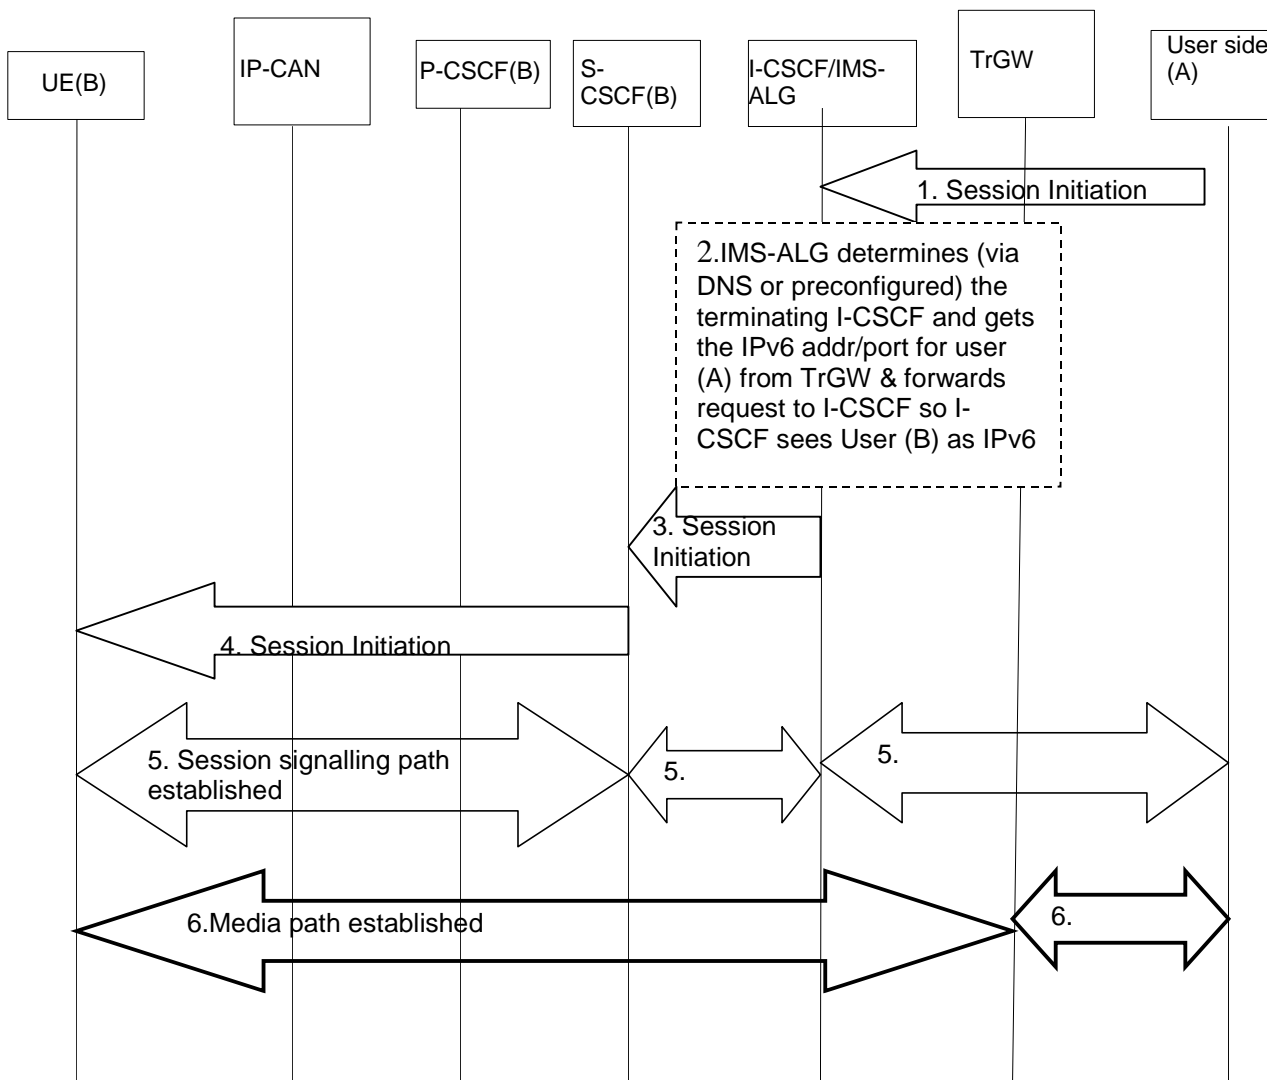 UE(B)
IP-CAN
P-CSCF(B)
S-
CSCF(B)
I-CSCF/IMS-
ALG
TrGW
User side
(A)
1. Session Initiation
2.IMS-ALG determines (via
DNS or preconfigured) the
terminating I-CSCF and gets
the IPv6 addr/port for user
(A) from TrGW & forwards
request to I-CSCF so I-
CSCF sees User (B) as IPv6
3. Session
Initiation
4. Session Initiation
5. Session signalling path
established
5.
5.
6.Media path established
6.